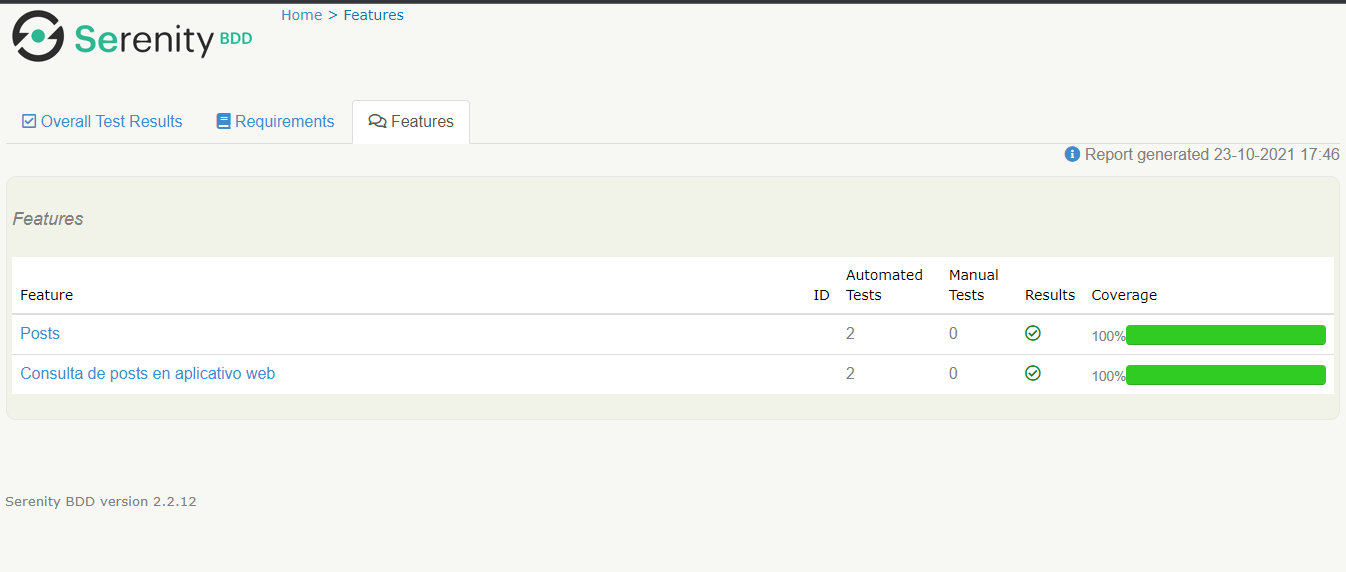 Home > Features
Serenity BDD
Overall Test Results
Requirements
Features
Report generated 23-10-2021 17:46
Features
Feature ID Automated Tests Manual Tests Results Coverage
Posts 2 0 100%
Consulta de posts en aplicativo web 2 0 100%
Serenity BDD version 2.2.12